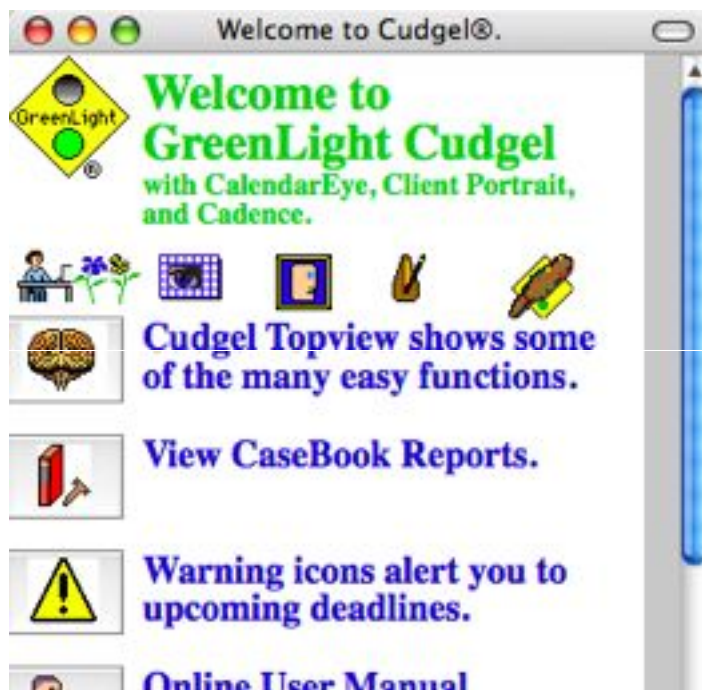 Welcome to Cudgel®.
GreenLight
®
Welcome to
GreenLight Cudgel
with CalendarEye, Client Portrait,
and Cadence.
Cudgel Topview shows some
of the many easy functions.
View CaseBook Reports.
Warning icons alert you to
upcoming deadlines.
Online User Manual